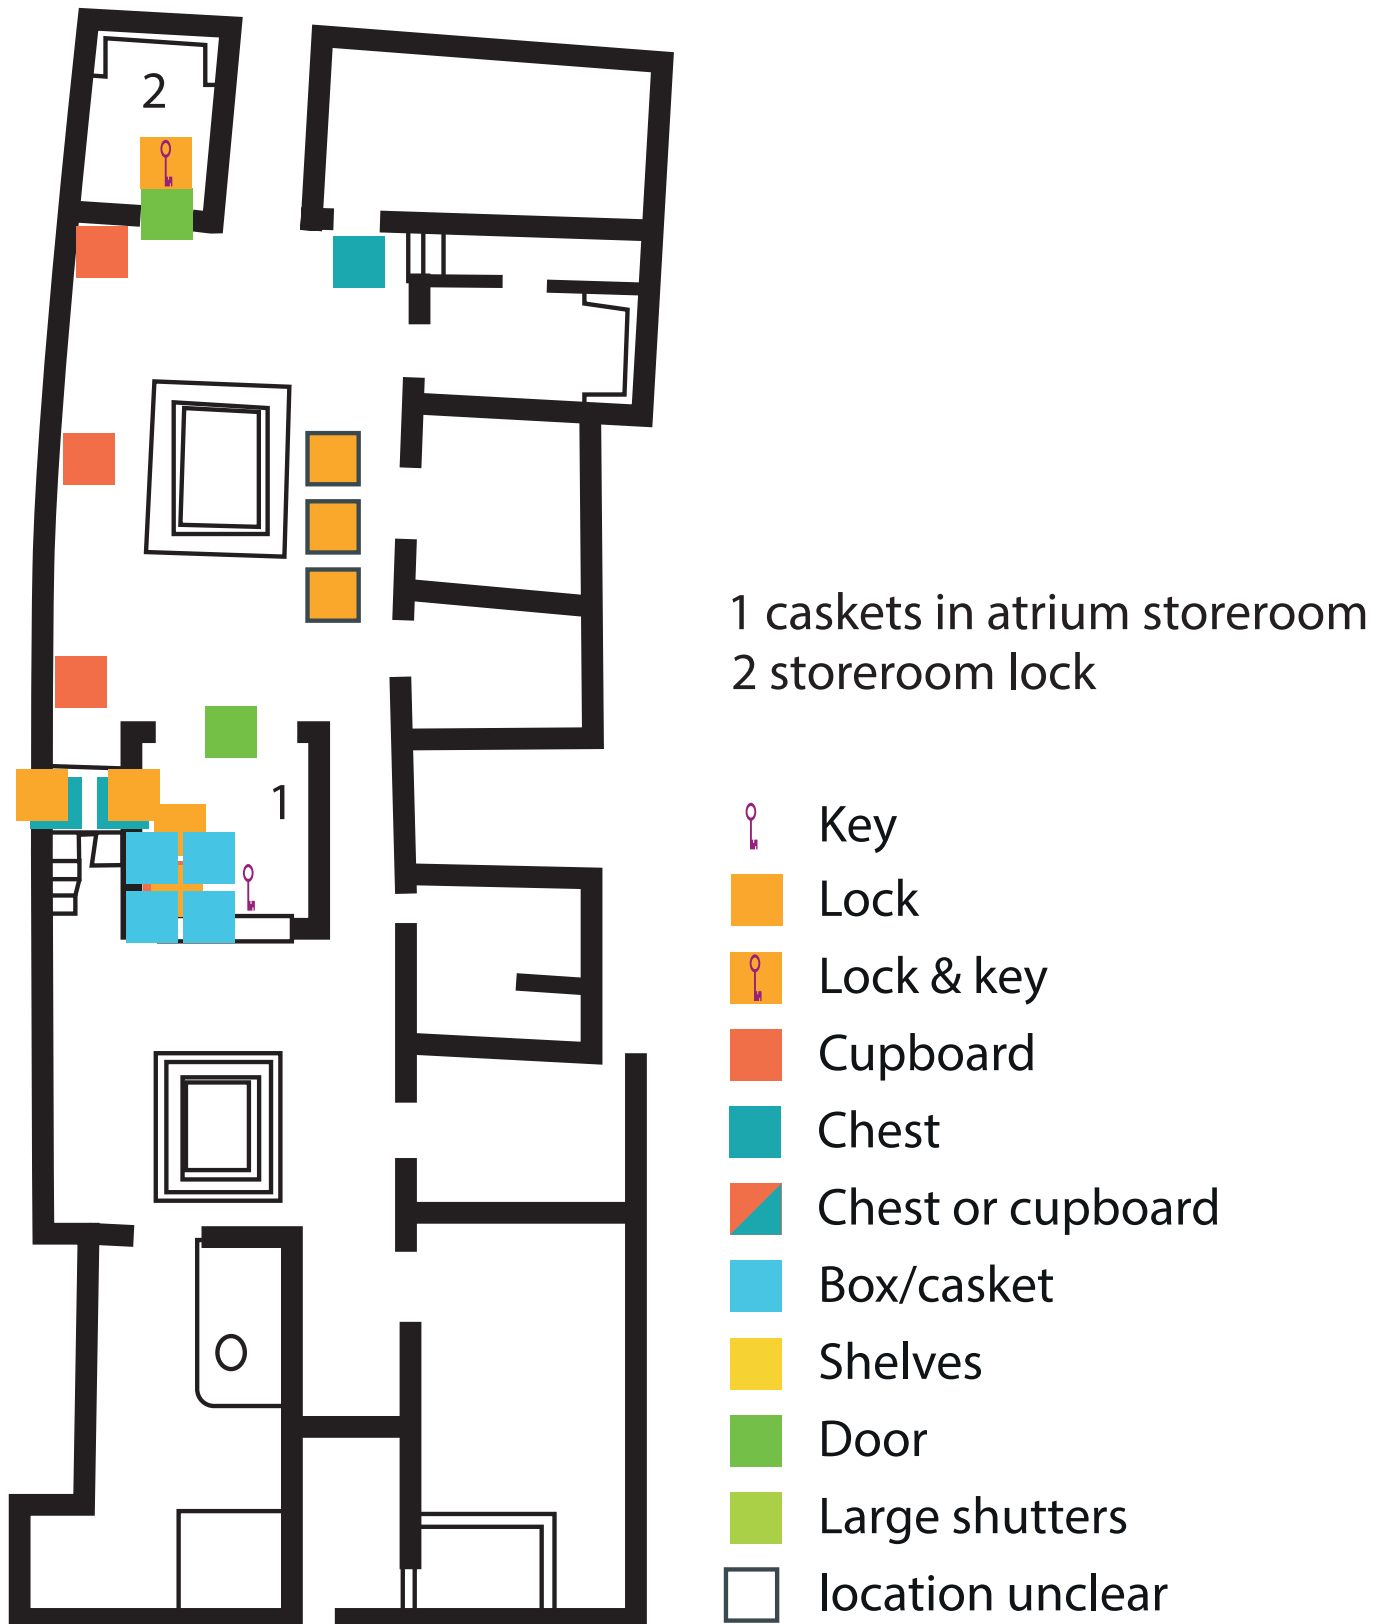 2
1
1 caskets in atrium storeroom
2 storeroom lock
Key
Lock
Lock & key
Cupboard
Chest
Chest or cupboard
Box/casket
Shelves
Door
Large shutters
location unclear